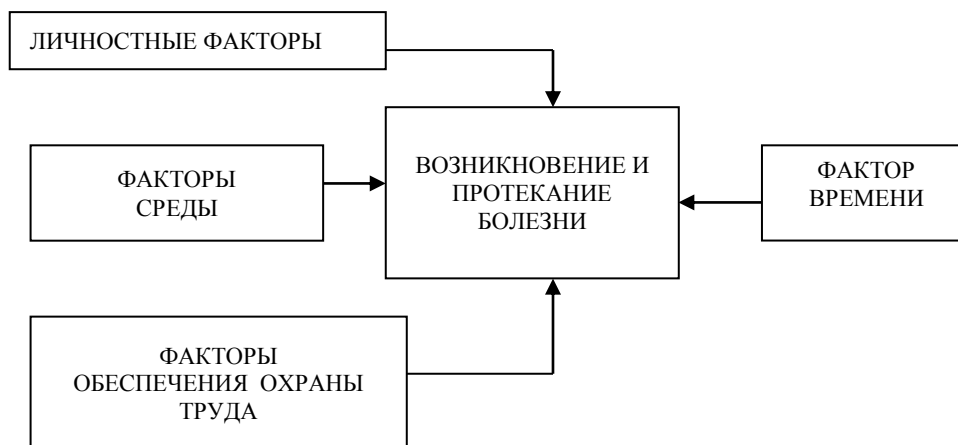 ЛИЧНОСТНЫЕ ФАКТОРЫ
ФАКТОРЫ
СРЕДЫ
ВОЗНИКНОВЕНИЕ И
ПРОТЕКАНИЕ
БОЛЕЗНИ
ФАКТОР
ВРЕМЕНИ
ФАКТОРЫ
ОБЕСПЕЧЕНИЯ ОХРАНЫ
ТРУДА